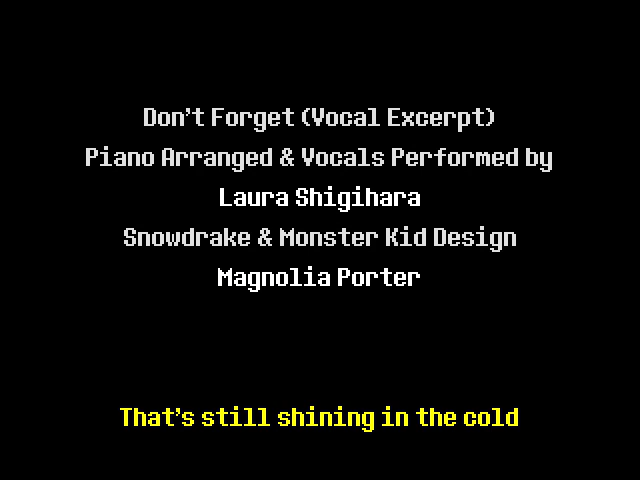 Don't Forget (Vocal Excerpt)
Piano Arranged & Vocals Performed by
Laura Shigihara
Snowdrake & Monster Kid Design
Magnolia Porter
That's still shining in the cold